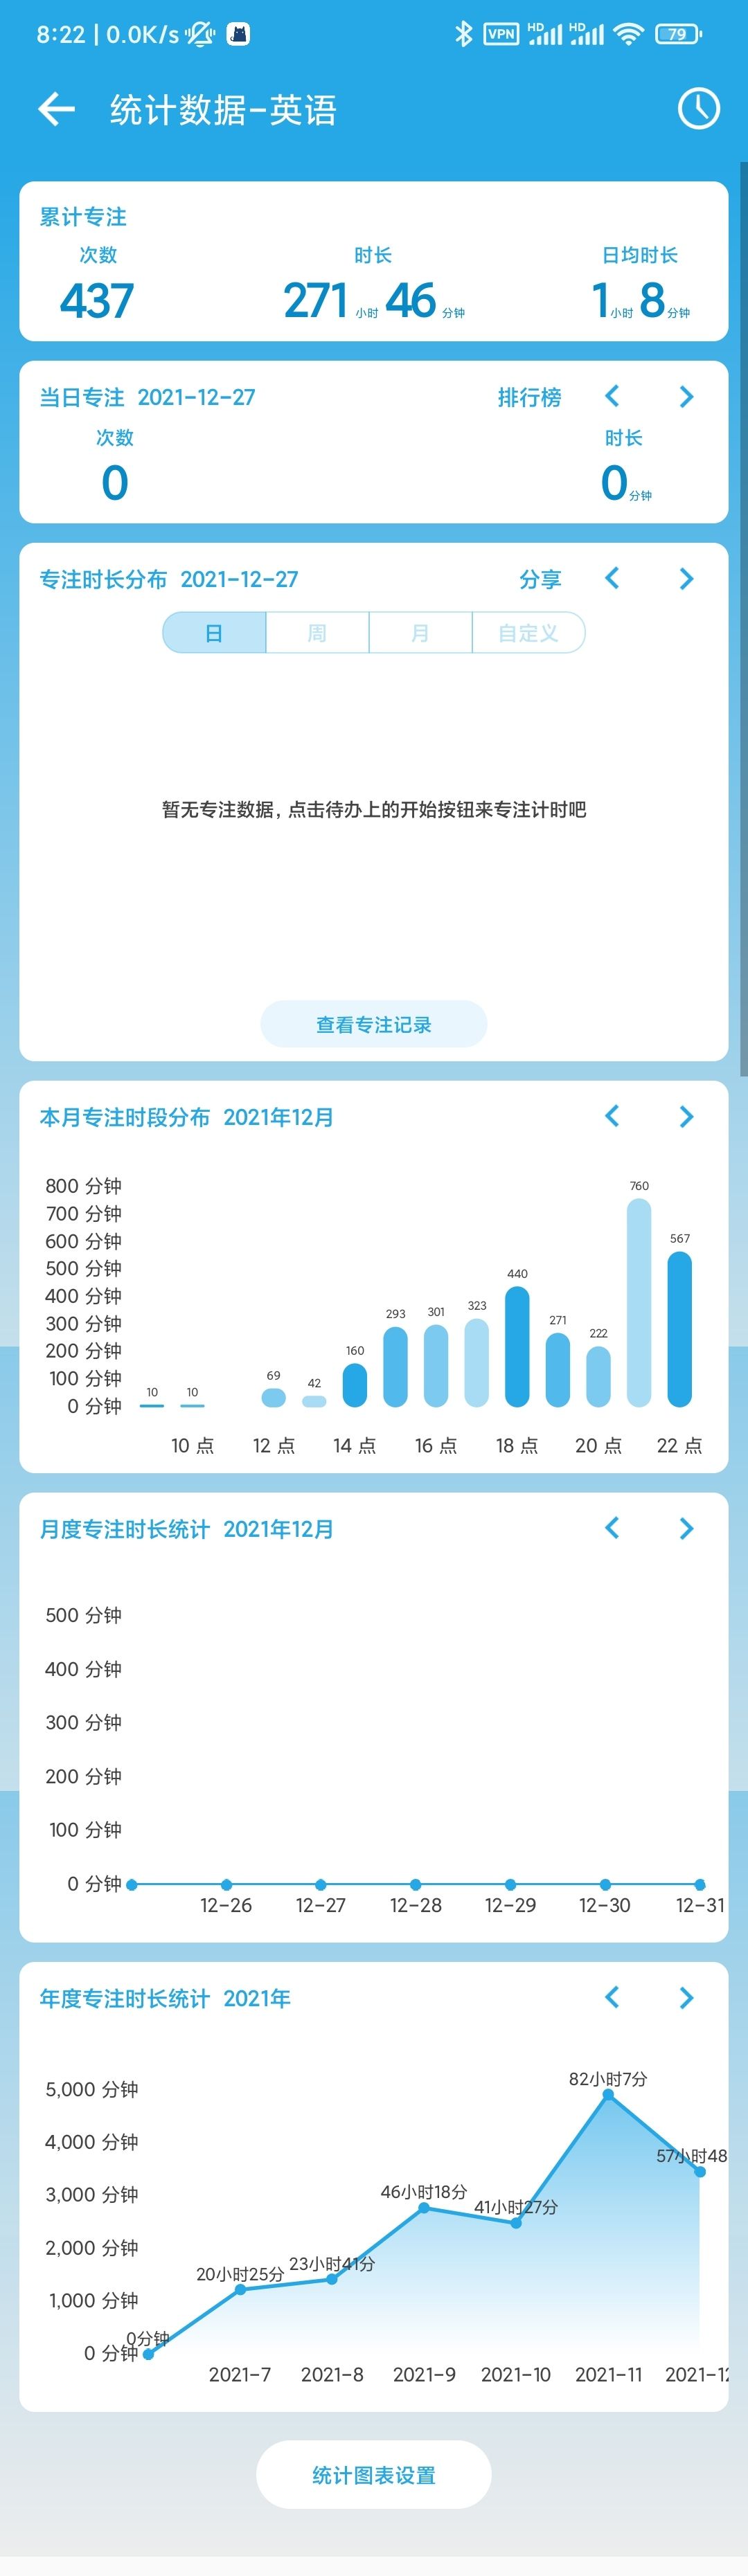 8:22 | 0.0K/s VPN HD HD 79
统计数据-英语
累计专注
次数 时长 日均时长
437 271 小时 46 分钟 1 小时 8 分钟
当日专注 2021-12-27 排行榜
次数 时长
0 0 分钟
专注时长分布 2021-12-27 分享
日 周 月 自定义
暂无专注数据, 点击待办上的开始按钮来专注计时吧
查看专注记录
本月专注时段分布 2021年12月
800 分钟
700 分钟
600 分钟
500 分钟
400 分钟
300 分钟
200 分钟
100 分钟
0 分钟
10 10 69 42 160 293 301 323 440 271 222 760 567
10 点 12 点 14 点 16 点 18 点 20 点 22 点
月度专注时长统计 2021年12月
500 分钟
400 分钟
300 分钟
200 分钟
100 分钟
0 分钟
12-26 12-27 12-28 12-29 12-30 12-31
年度专注时长统计 2021年
5,000 分钟
4,000 分钟
3,000 分钟
2,000 分钟
1,000 分钟
0 分钟
0分钟 20小时25分 23小时41分 46小时18分 41小时27分 82小时7分 57小时48
2021-7 2021-8 2021-9 2021-10 2021-11 2021-12
统计图表设置